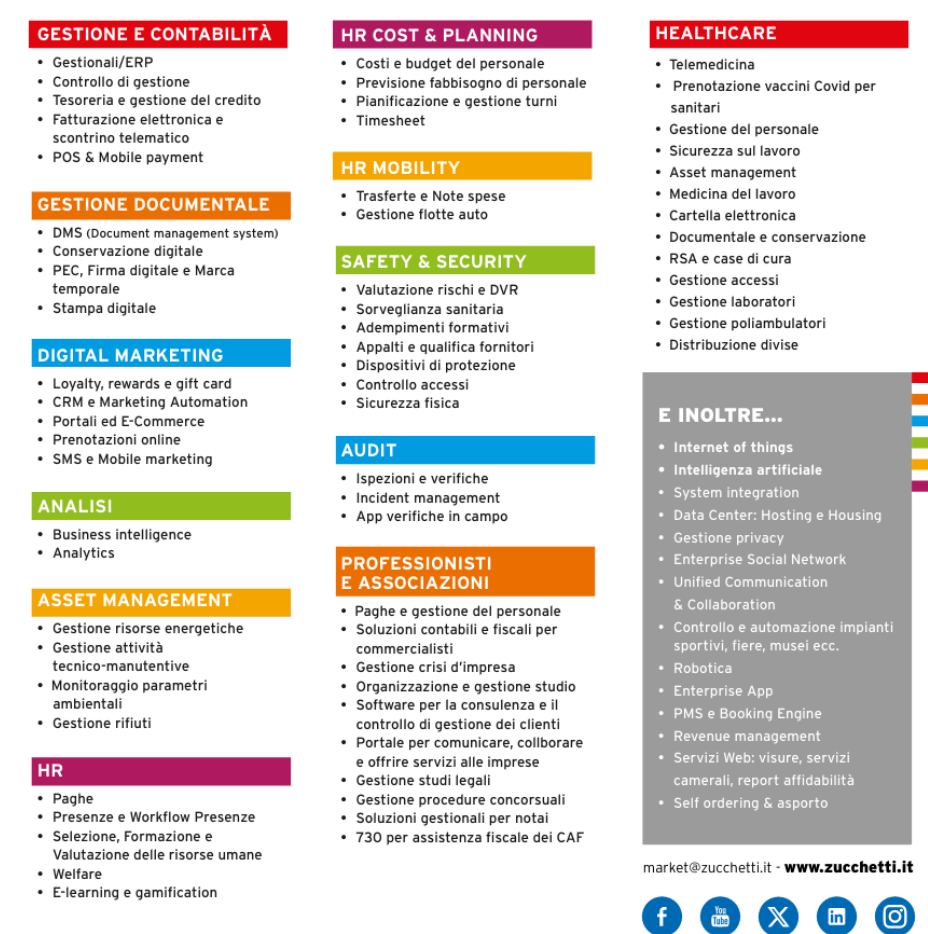 GESTIONE E CONTABILITÀ
• Gestionali/ERP
• Controllo di gestione
• Tesoreria e gestione del credito
• Fatturazione elettronica e
scontrino telematico
• POS & Mobile payment
GESTIONE DOCUMENTALE
• DMS (Document management system)
• Conservazione digitale
• PEC, Firma digitale e Marca
temporale
• Stampa digitale
DIGITAL MARKETING
• Loyalty, rewards e gift card
• CRM e Marketing Automation
• Portali ed E-Commerce
• Prenotazioni online
• SMS e Mobile marketing
ANALISI
• Business intelligence
• Analytics
ASSET MANAGEMENT
• Gestione risorse energetiche
• Gestione attività
tecnico-manutentive
• Monitoraggio parametri
ambientali
• Gestione rifiuti
HR
• Paghe
• Presenze e Workflow Presenze
• Selezione, Formazione e
Valutazione delle risorse umane
• Welfare
• E-learning e gamification
HR COST & PLANNING
• Costi e budget del personale
• Previsione fabbisogno di personale
• Pianificazione e gestione turni
• Timesheet
HR MOBILITY
• Trasferte e Note spese
• Gestione flotte auto
SAFETY & SECURITY
• Valutazione rischi e DVR
• Sorveglianza sanitaria
• Adempimenti formativi
• Appalti e qualifica fornitori
• Dispositivi di protezione
• Controllo accessi
• Sicurezza fisica
AUDIT
• Ispezioni e verifiche
• Incident management
• App verifiche in campo
PROFESSIONISTI
E ASSOCIAZIONI
• Paghe e gestione del personale
• Soluzioni contabili e fiscali per
commercialisti
• Gestione crisi d'impresa
• Organizzazione e gestione studio
• Software per la consulenza e il
controllo di gestione dei clienti
• Portale per comunicare, collborare
e offrire servizi alle imprese
• Gestione studi legali
• Gestione procedure concorsuali
• Soluzioni gestionali per notai
• 730 per assistenza fiscale dei CAF
HEALTHCARE
• Telemedicina
• Prenotazione vaccini Covid per
sanitari
• Gestione del personale
• Sicurezza sul lavoro
• Asset management
• Medicina del lavoro
• Cartella elettronica
• Documentale e conservazione
• RSA e case di cura
• Gestione accessi
• Gestione laboratori
• Gestione poliambulatori
• Distribuzione divise
E INOLTRE...
• Internet of things
• Intelligenza artificiale
• System integration
• Data Center: Hosting e Housing
• Gestione privacy
• Enterprise Social Network
• Unified Communication
& Collaboration
• Controllo e automazione impianti
sportivi, fiere, musei ecc.
• Robotica
• Enterprise App
• PMS e Booking Engine
• Revenue management
• Servizi Web: visure, servizi
camerali, report affidabilità
• Self ordering & asporto
market@zucchetti.it - www.zucchetti.it
f You Tube X in